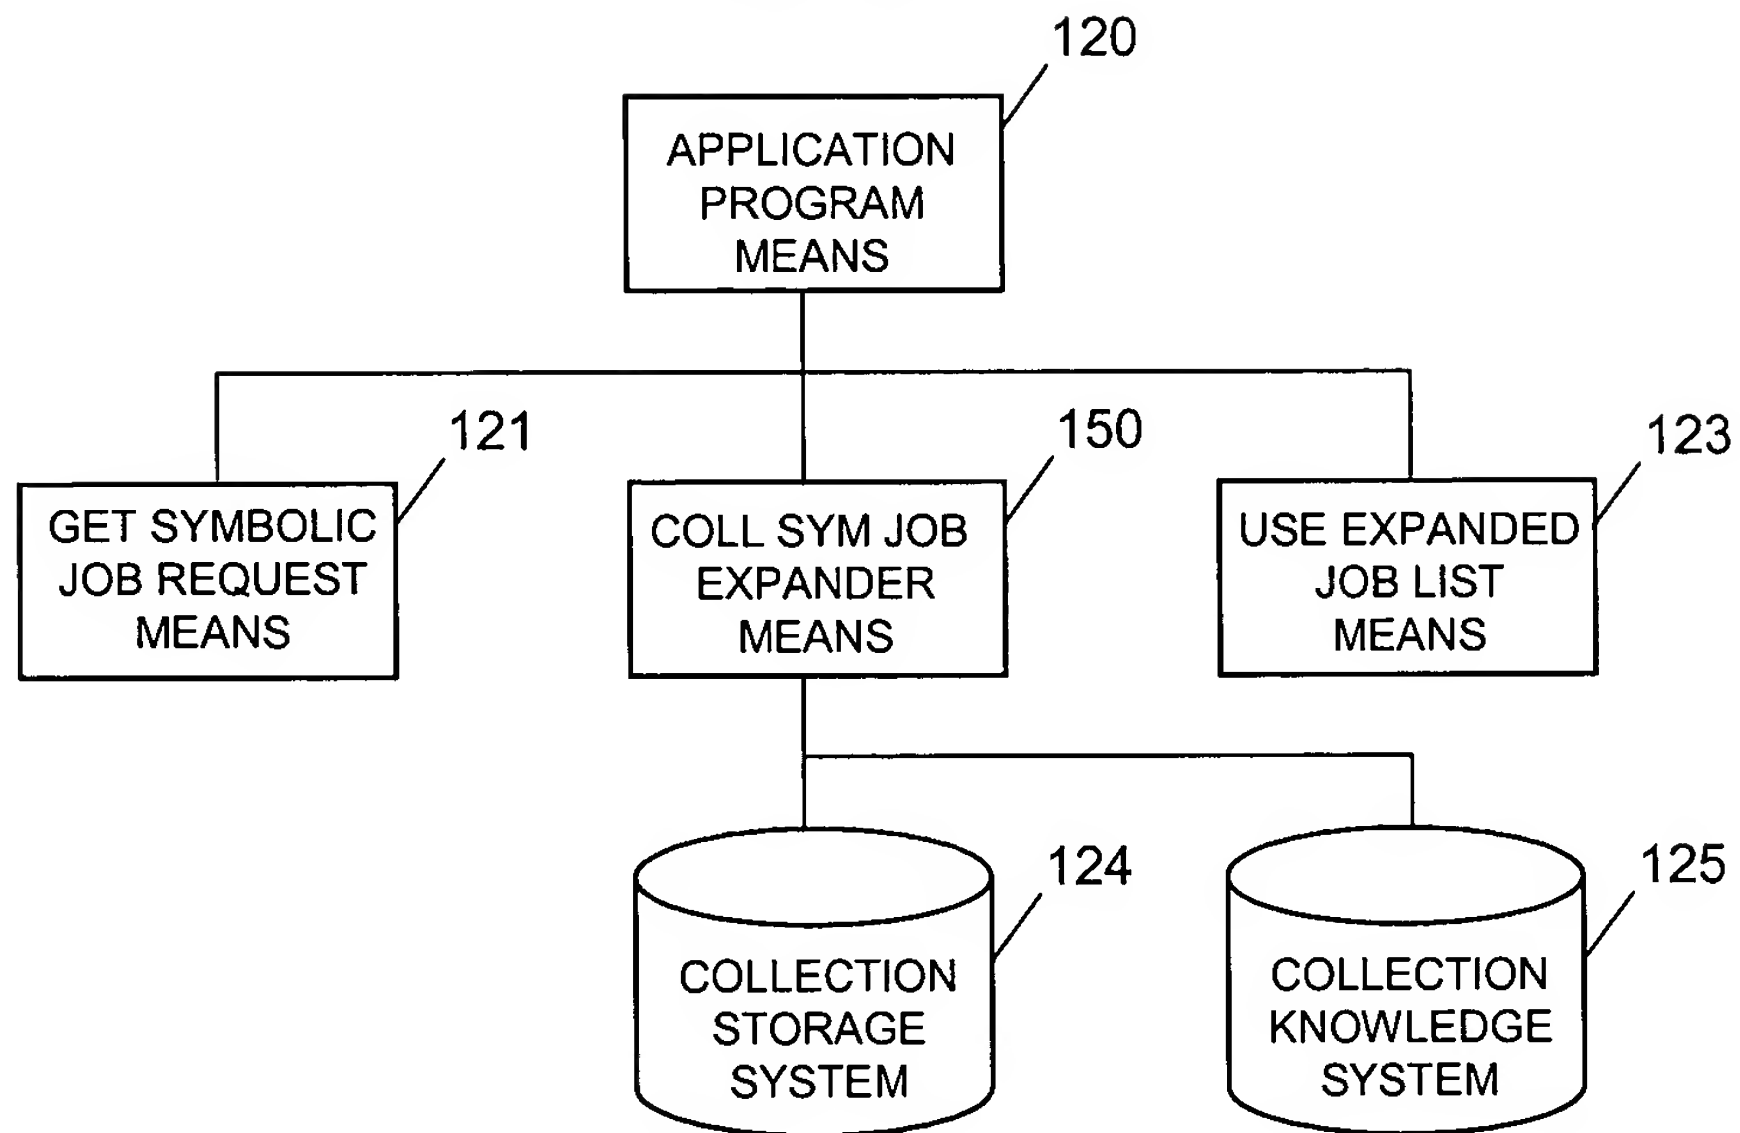 120
APPLICATION
PROGRAM
MEANS
121
GET SYMBOLIC
JOB REQUEST
MEANS
150
COLL SYM JOB
EXPANDER
MEANS
123
USE EXPANDED
JOB LIST
MEANS
124
COLLECTION
STORAGE
SYSTEM
125
COLLECTION
KNOWLEDGE
SYSTEM